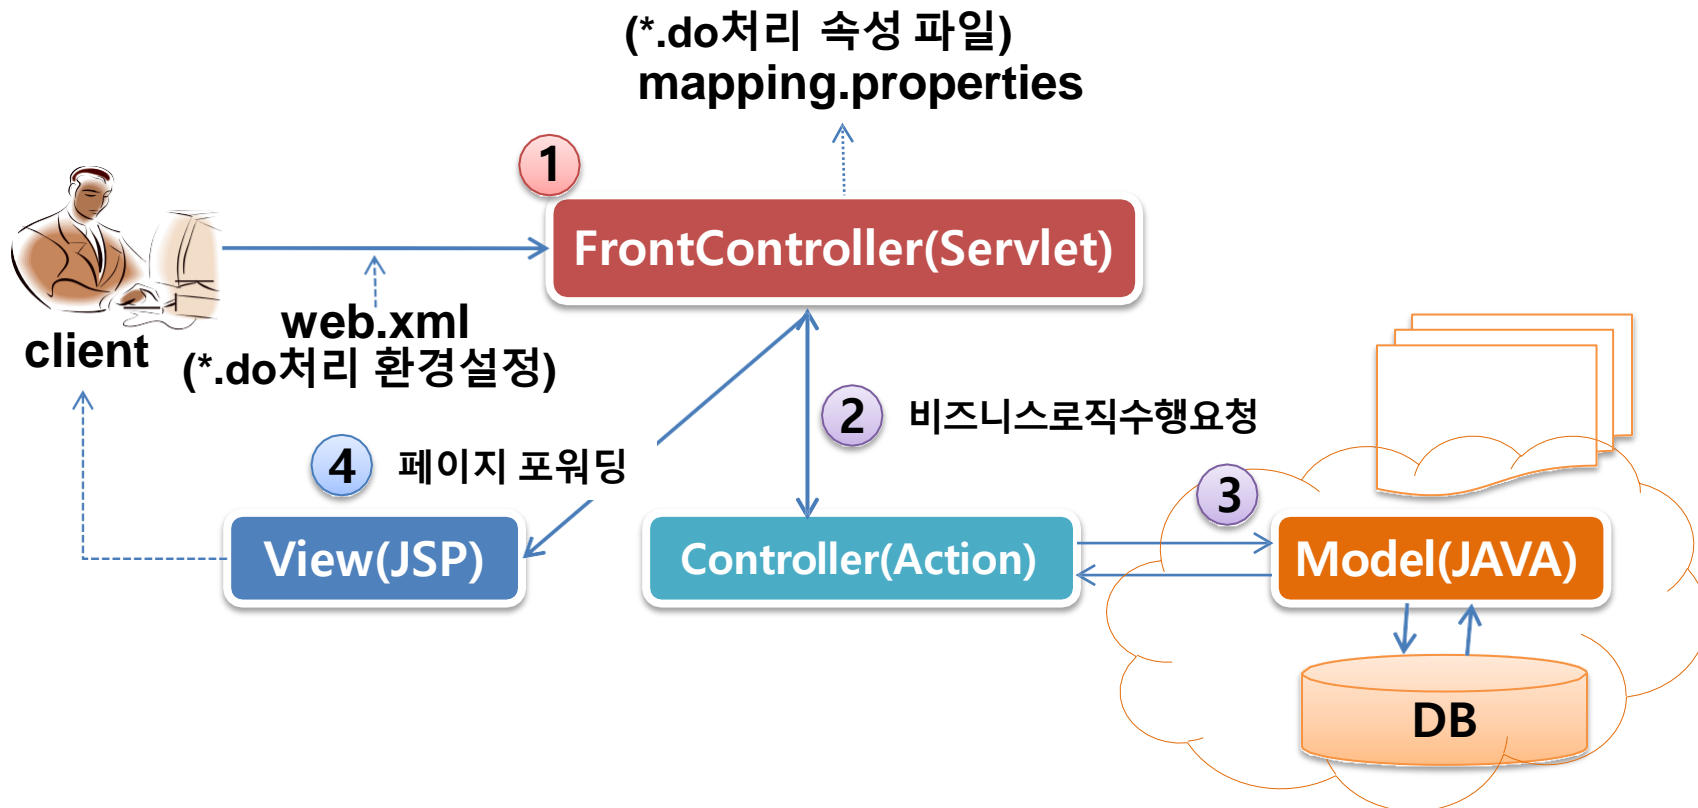 (*.do처리 속성 파일)
mapping.properties
1
FrontController(Servlet)
client
web.xml
(*.do처리 환경설정)
2 비즈니스로직수행요청
4 페이지 포워딩
3
View(JSP)
Controller(Action)
Model(JAVA)
DB